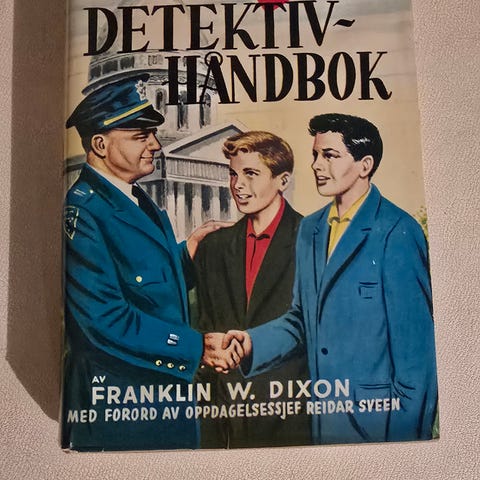 DETEKTIV-
HÅNDBOK
AV
FRANKLIN W. DIXON
MED FORORD AV OPPDAGELSESSJEF REIDAR SVEEN